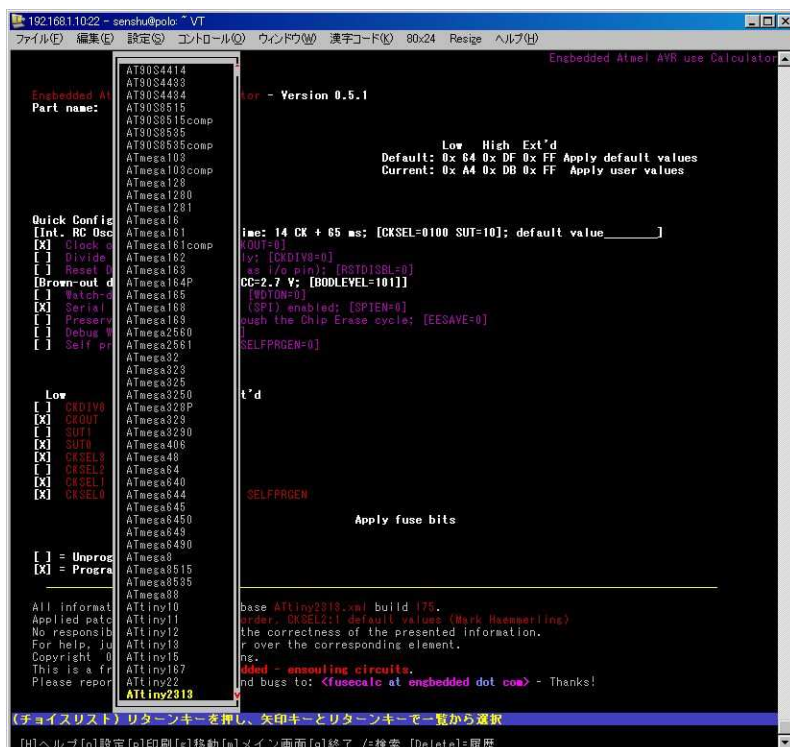 192.168.1.10:22 - senshu@polo: ~ VT
ファイル(F) 編集(E) 設定(S) コントロール(O) ウィンドウ(W) 漢字コード(K) 80x24 Resize ヘルプ(H)
Engbedded Atmel AVR use Calculator
Engbedded At
tor - Version 0.5.1
Part name:
Low High Ext'd
Default: 0x 64 0x DF 0x FF Apply default values
Current: 0x A4 0x DB 0x FF Apply user values
Quick Config
[Int. RC Osc
ime: 14 CK + 65 ms; [CKSEL=0100 SUT=10]; default value_______]
[X] Clock o
KOUT=0]
[ ] Divide
ly; [CKDIV8=0]
[ ] Reset D
as i/o pin); [RSTDISBL=0]
[Brown-out d
CC=2.7 V; [BODLEVEL=101]]
[ ] Watch-d
[WDTON=0]
[X] Serial
(SPI) enabled; [SPIEN=0]
[ ] Preserv
ough the Chip Erase cycle; [EESAVE=0]
[ ] Debug W
]
[ ] Self pr
SELFPRGEN=0]
Low
t'd
[ ] CKDIV8
[X] CKOUT
[ ] SUT1
[X] SUT0
[X] CKSEL3
[ ] CKSEL2
[X] CKSEL1
[X] CKSEL0
SELFPRGEN
Apply fuse bits
[ ] = Unprog
[X] = Progra
AT90S4414
AT90S4433
AT90S4434
AT90S8515
AT90S8515comp
AT90S8535
AT90S8535comp
ATmega103
ATmega103comp
ATmega128
ATmega1280
ATmega1281
ATmega16
ATmega161
ATmega161comp
ATmega162
ATmega163
ATmega164P
ATmega165
ATmega168
ATmega169
ATmega2560
ATmega2561
ATmega32
ATmega323
ATmega325
ATmega3250
ATmega328P
ATmega329
ATmega3290
ATmega406
ATmega48
ATmega64
ATmega640
ATmega644
ATmega645
ATmega6450
ATmega649
ATmega6490
ATmega8
ATmega8515
ATmega8535
ATmega88
ATtiny10
ATtiny11
ATtiny12
ATtiny13
ATtiny15
ATtiny167
ATtiny22
ATtiny2313
All informat
base ATtiny2313.xml build 175.
Applied patc
order, CKSEL2:1 default values (Mark Haemmerling)
No responsib
the correctness of the presented information.
For help, ju
r over the corresponding element.
Copyright 0
ng.
This is a fr
dded - ensouling circuits.
Please repor
nd bugs to: <fusecalc at engbedded dot com> - Thanks!
(チョイスリスト) リターンキーを押し、矢印キーとリターンキーで一覧から選択
[H]ヘルプ[o]設定[p]印刷[g]移動[m]メイン画面[q]終了 /=検索 [Delete]=履歴